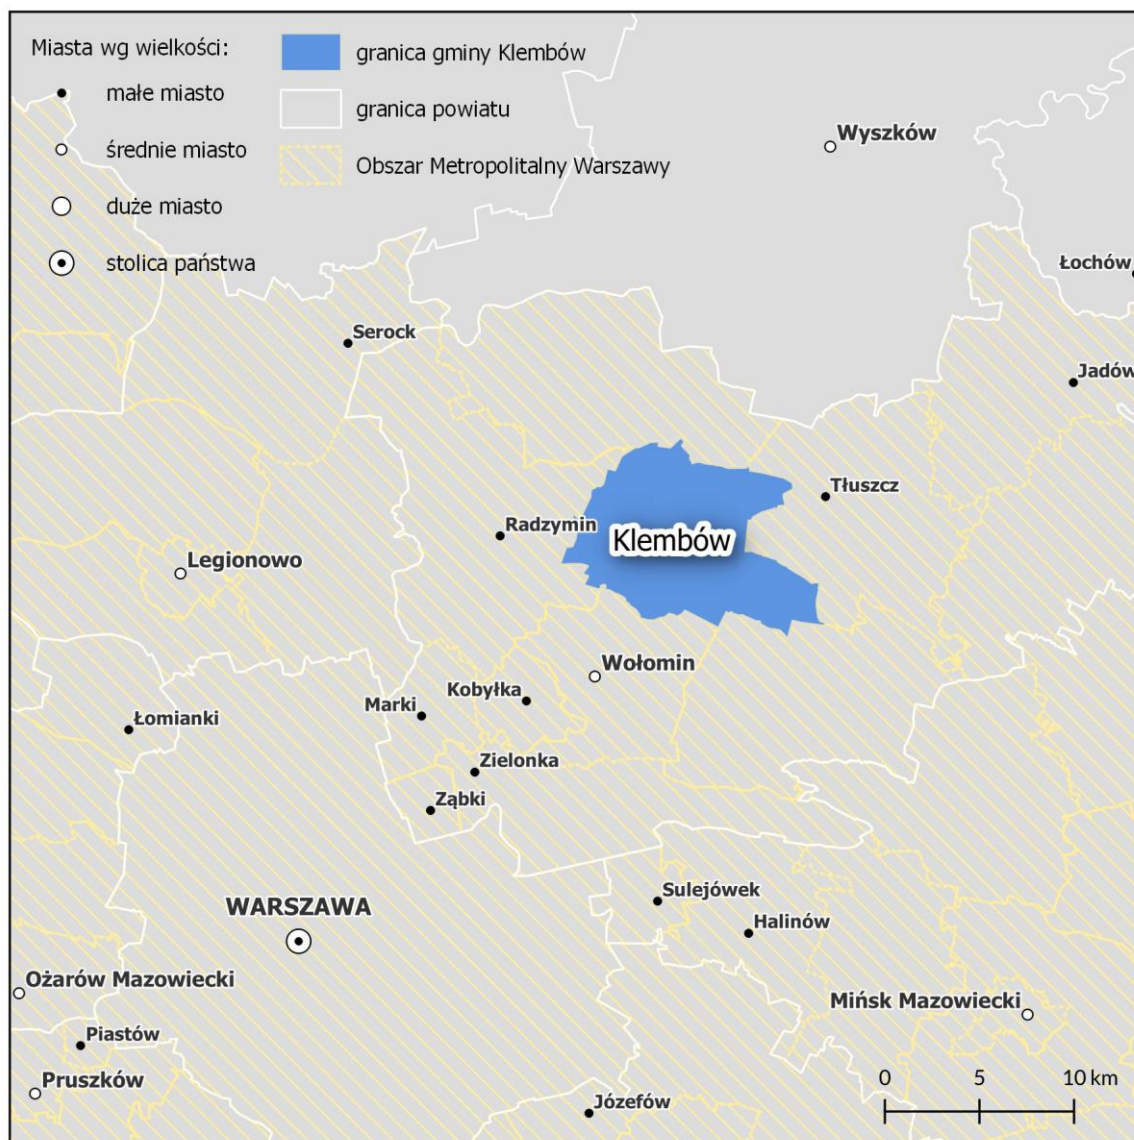 Miasta wg wielkości:
małe miasto
średnie miasto
duże miasto
stolica państwa
granica gminy Klembów
granica powiatu
Obszar Metropolitalny Warszawy
Wyszków
Łochów
Serock
Jadów
Tłuszcz
Radzymin
Klembów
Legionowo
Wołomin
Kobyłka
Marki
Łomianki
Zielonka
Ząbki
Sulejówek
WARSZAWA
Halinów
Ożarów Mazowiecki
Mińsk Mazowiecki
Piastów
Pruszków
Józefów
0 5 10 km